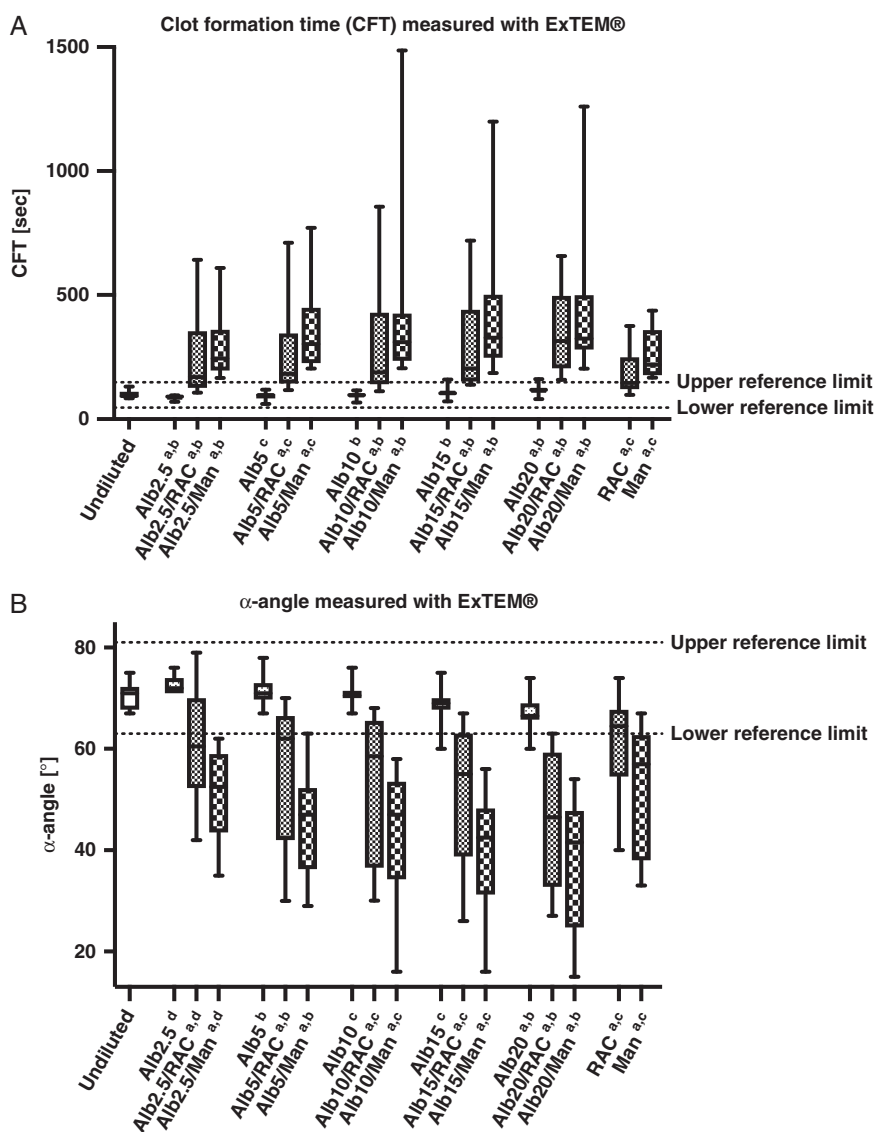 A
Clot formation time (CFT) measured with ExTEM®
1500
1000
500
0
CFT [sec]
Upper reference limit
Lower reference limit
Undiluted
Alb2.5 a,b
Alb2.5/RAC a,b
Alb2.5/Man a,b
Alb5 c
Alb5/RAC a,c
Alb5/Man a,c
Alb10 b
Alb10/RAC a,b
Alb10/Man a,b
Alb15 b
Alb15/RAC a,b
Alb15/Man a,b
Alb20 a,b
Alb20/RAC a,b
Alb20/Man a,b
RAC a,c
Man a,c
B
α-angle measured with ExTEM®
80
60
40
20
α-angle [°]
Upper reference limit
Lower reference limit
Undiluted
Alb2.5 d
Alb2.5/RAC a,d
Alb2.5/Man a,d
Alb5 b
Alb5/RAC a,b
Alb5/Man a,b
Alb10 c
Alb10/RAC a,c
Alb10/Man a,c
Alb15 c
Alb15/RAC a,c
Alb15/Man a,c
Alb20 a,b
Alb20/RAC a,b
Alb20/Man a,b
RAC a,c
Man a,c